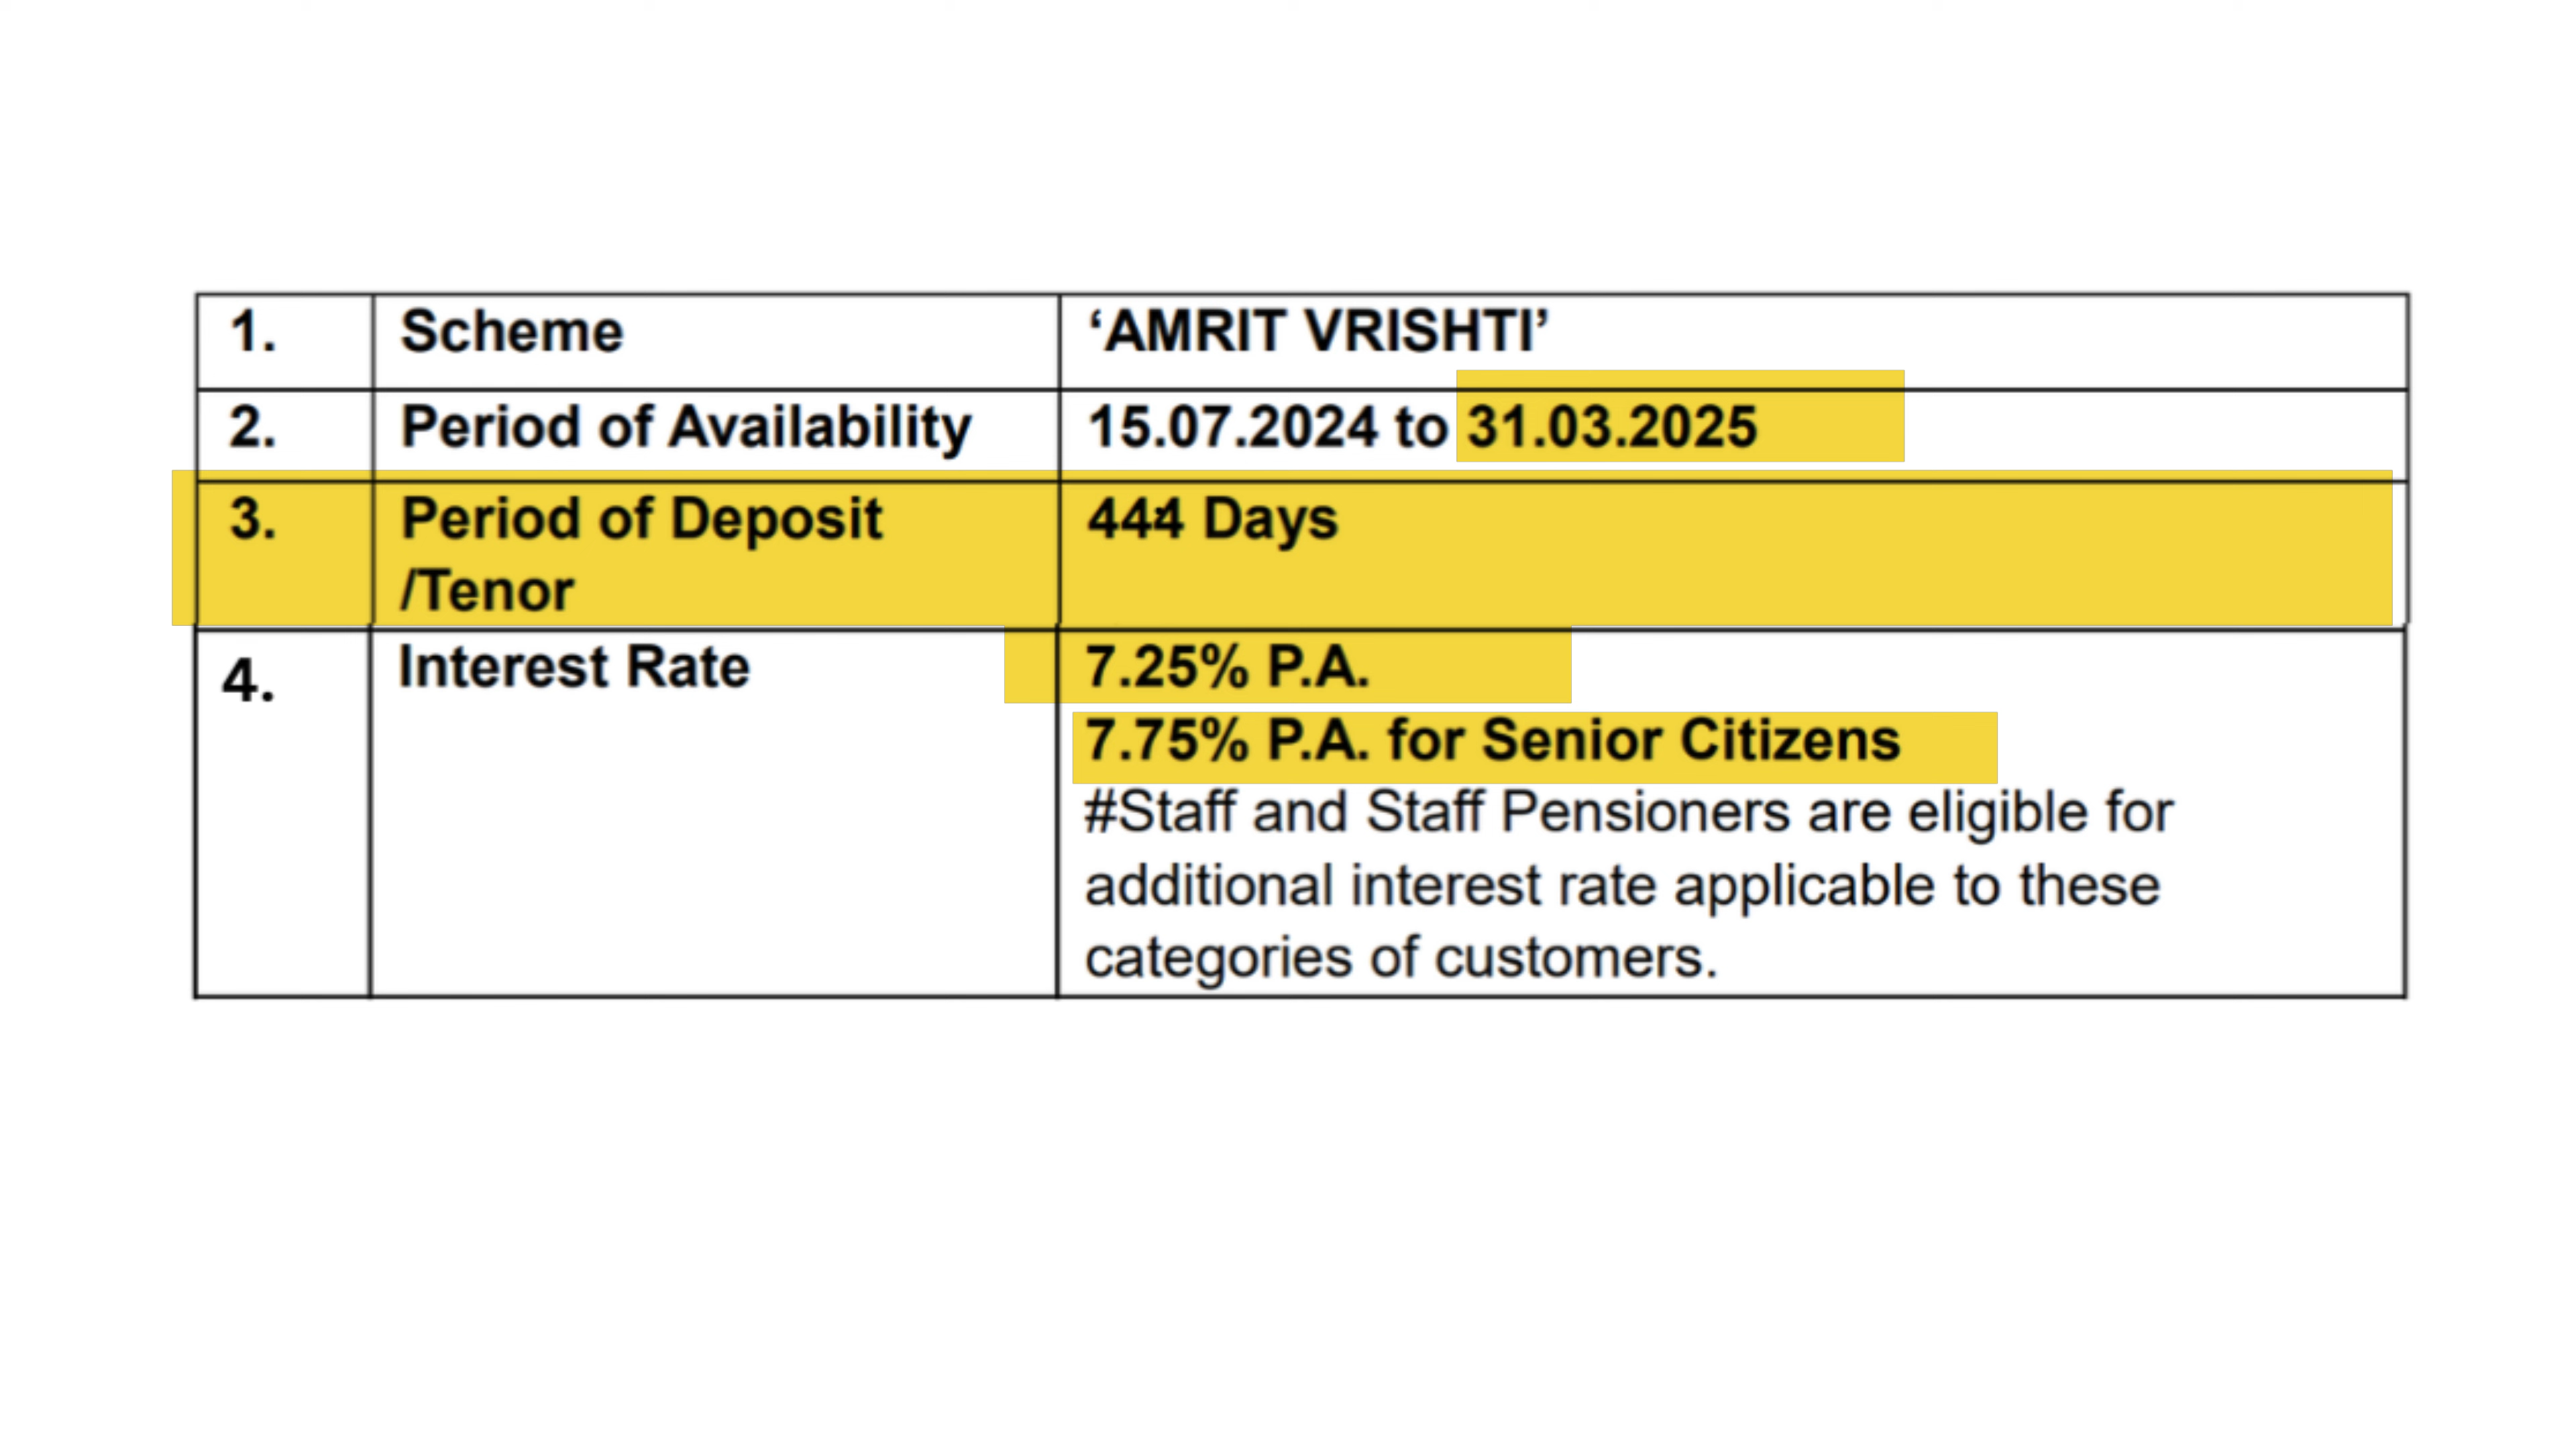 1. Scheme ‘AMRIT VRISHTI’
2. Period of Availability 15.07.2024 to 31.03.2025
3. Period of Deposit 444 Days
/Tenor
4. Interest Rate 7.25% P.A.
7.75% P.A. for Senior Citizens
#Staff and Staff Pensioners are eligible for
additional interest rate applicable to these
categories of customers.